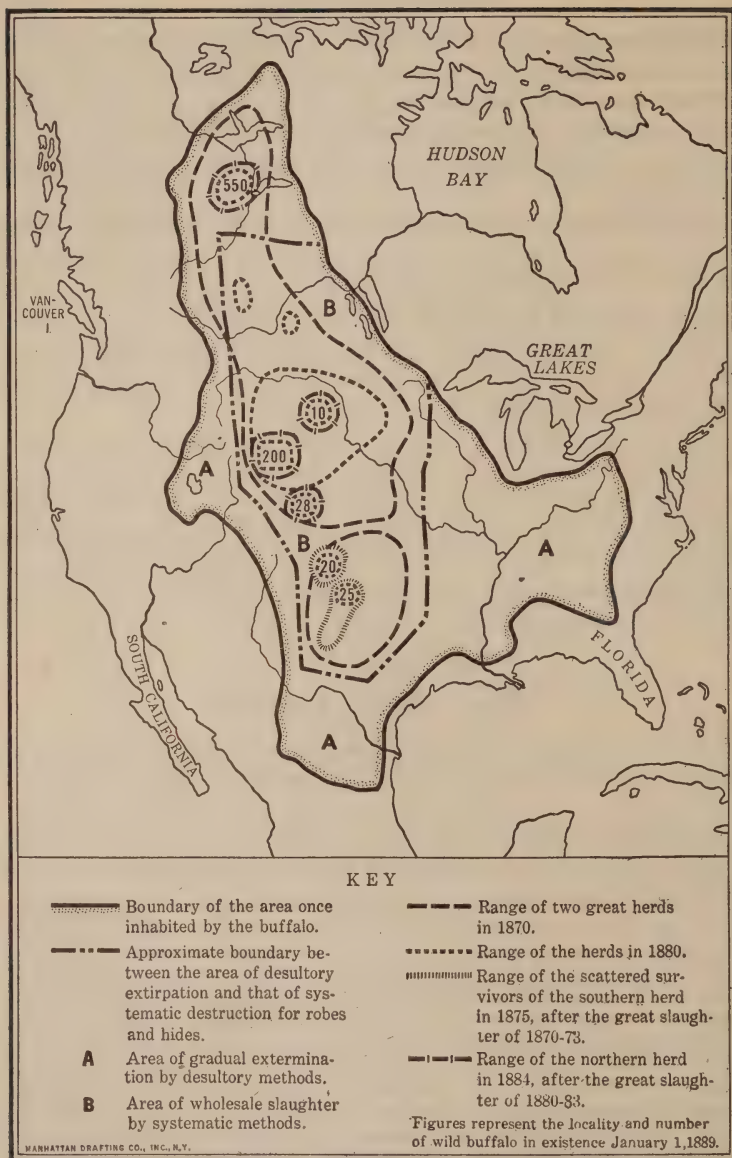 HUDSON
BAY
550
VAN-
COUVER
I.
B
GREAT
LAKES
10
200
A
28
B
A
20
25
SOUTH CALIFORNIA
FLORIDA
A
KEY
Boundary of the area once
inhabited by the buffalo.
Approximate boundary be-
tween the area of desultory
extirpation and that of sys-
tematic destruction for robes
and hides.
A Area of gradual extermina-
tion by desultory methods.
B Area of wholesale slaughter
by systematic methods.
Range of two great herds
in 1870.
Range of the herds in 1880.
Range of the scattered sur-
vivors of the southern herd
in 1875, after the great slaugh-
ter of 1870-73.
Range of the northern herd
in 1884, after the great slaugh-
ter of 1880-83.
Figures represent the locality and number
of wild buffalo in existence January 1,1889.
MANHATTAN DRAFTING CO., INC., N.Y.